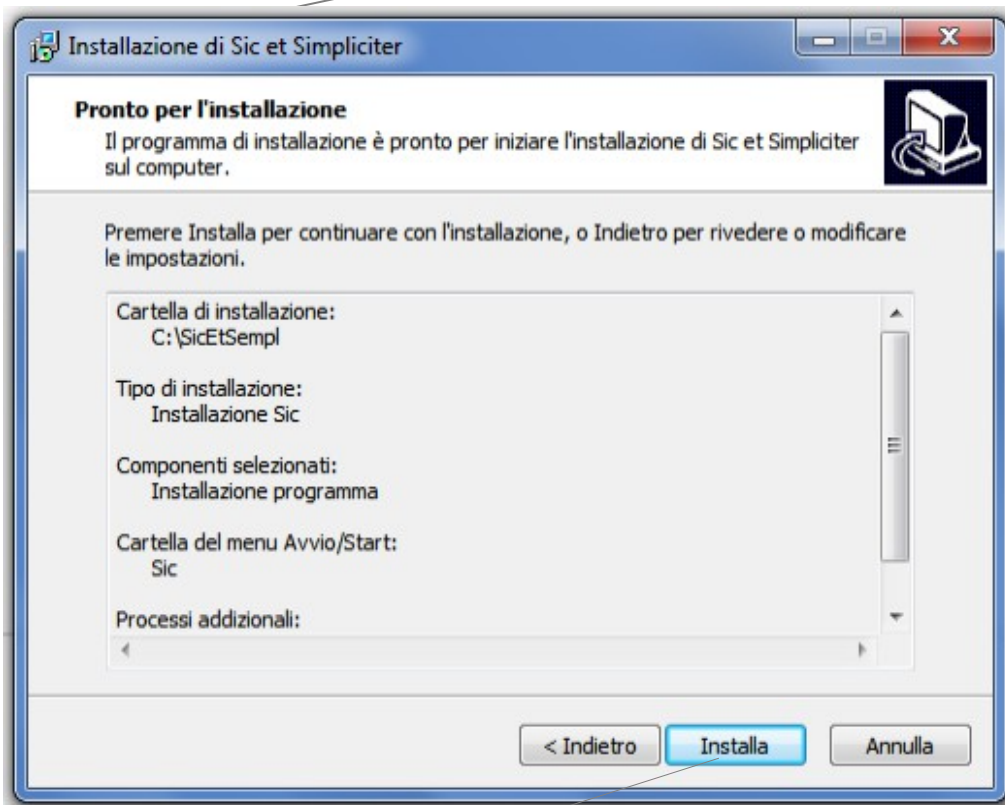 Installazione di Sic et Simpliciter
Pronto per l'installazione
Il programma di installazione è pronto per iniziare l'installazione di Sic et Simpliciter
sul computer.
Premere Installa per continuare con l'installazione, o Indietro per rivedere o modificare
le impostazioni.
Cartella di installazione:
C:\SicEtSempl
Tipo di installazione:
Installazione Sic
Componenti selezionati:
Installazione programma
Cartella del menu Avvio/Start:
Sic
Processi addizionali:
< Indietro Installa Annulla